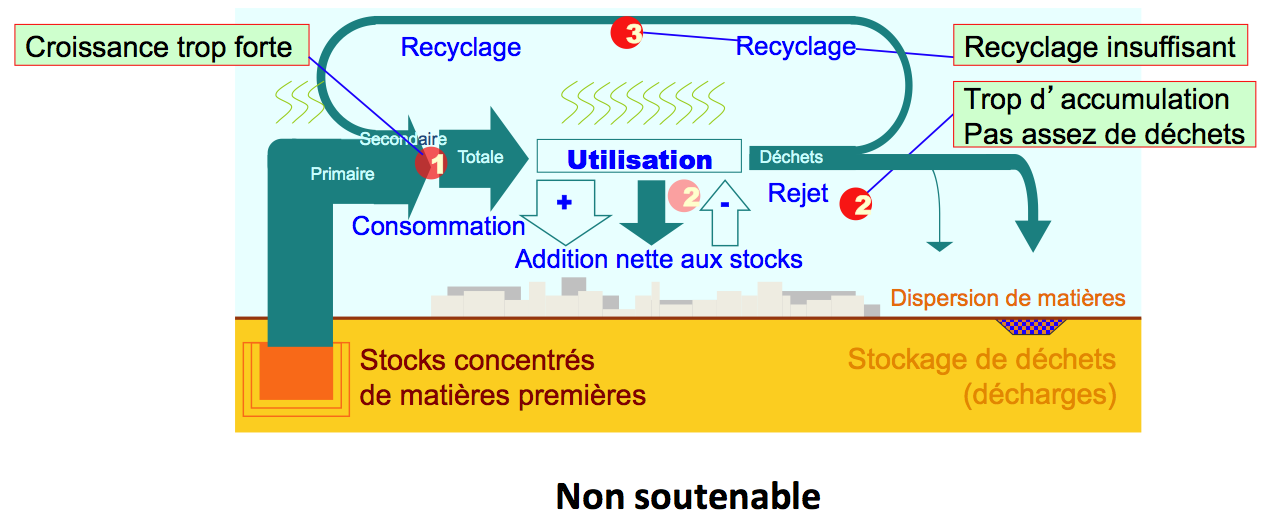 Croissance trop forte
Recyclage
3
Recyclage
Recyclage insuffisant
Trop d’accumulation
Pas assez de déchets
Secondaire
1
Totale
Primaire
Utilisation
Déchets
Rejet
2
2
+
-
Consommation
Addition nette aux stocks
Dispersion de matières
Stocks concentrés
de matières premières
Stockage de déchets
(décharges)
Non soutenable